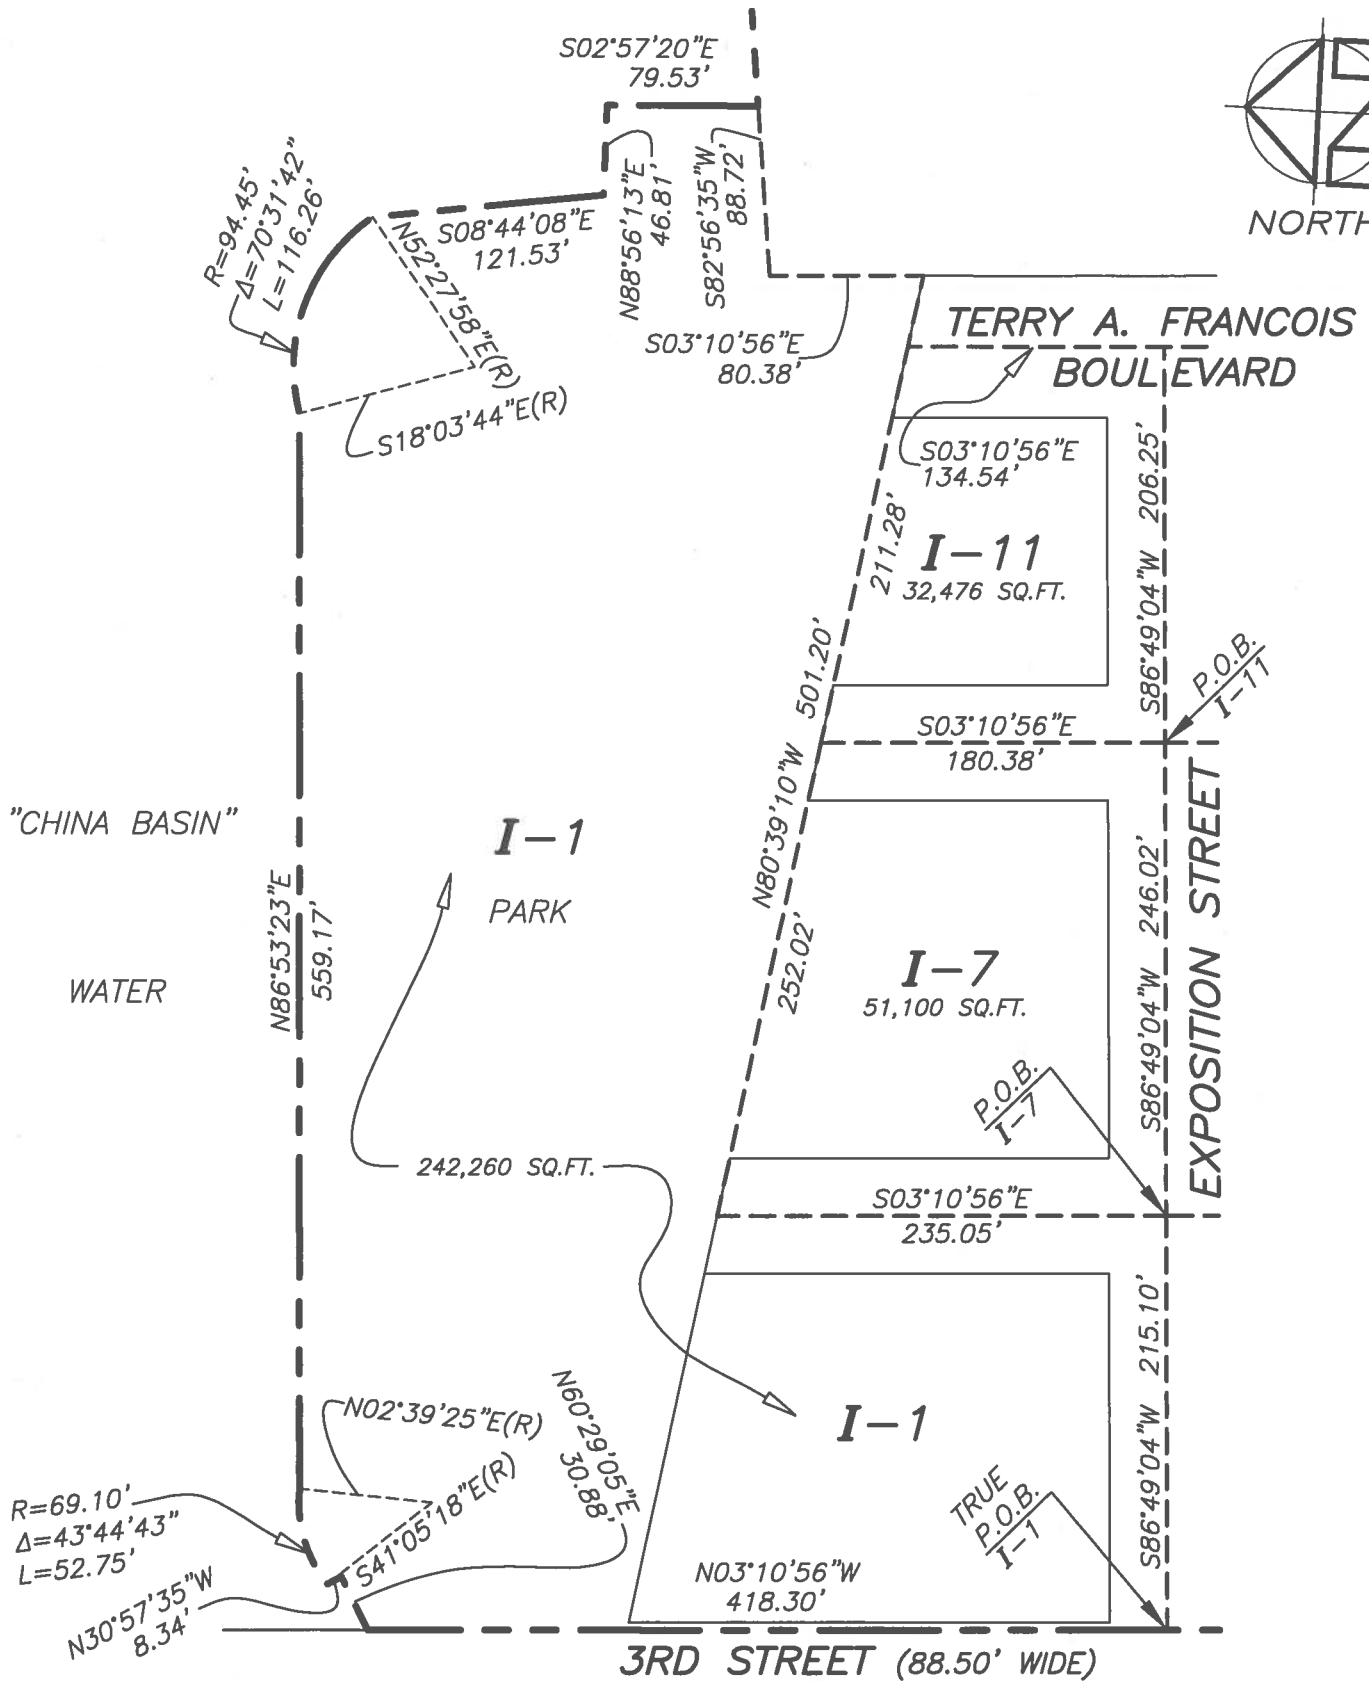 S02°57'20"E
79.53'
NORTH
R=94.45'
Δ=70°31'42"
L=116.26'
S08°44'08"E
121.53'
N88°56'13"E
46.81'
S82°56'35"W
88.72'
N52°27'58"E(R)
S18°03'44"E(R)
S03°10'56"E
80.38'
TERRY A. FRANCOIS
BOULEVARD
S03°10'56"E
134.54'
I-11
32,476 SQ.FT.
211.28'
S86°49'04"W 206.25'
P.O.B.
I-11
N80°39'10"W 501.20'
S03°10'56"E
180.38'
"CHINA BASIN"
WATER
N86°53'23"E
559.17'
I-1
PARK
252.02'
I-7
51,100 SQ.FT.
S86°49'04"W 246.02'
EXPOSITION STREET
P.O.B.
I-7
242,260 SQ.FT.
S03°10'56"E
235.05'
I-1
S86°49'04"W 215.10'
TRUE
P.O.B.
I-1
N02°39'25"E(R)
S41°05'18"E(R)
N60°29'05"E
30.88'
R=69.10'
Δ=43°44'43"
L=52.75'
N30°57'35"W
8.34'
N03°10'56"W
418.30'
3RD STREET (88.50' WIDE)